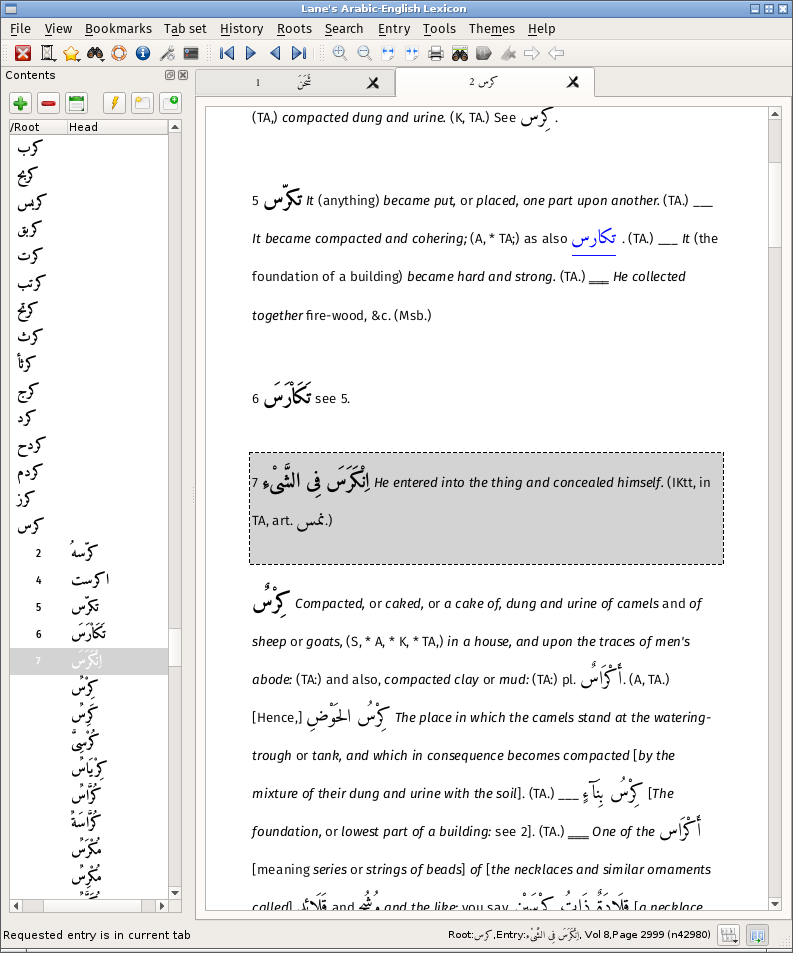 Lane's Arabic-English Lexicon
File View Bookmarks Tab set History Roots Search Entry Tools Themes Help
Contents
/Root Head
كرب
كربج
كربس
كربق
كرت
كرتب
كرتح
كرث
كرثأ
كرج
كرد
كردح
كردم
كرز
كرس
2 كرّسهُ
4 اكرست
5 تكرّس
6 تَكَاْرَسَ
7 اِنْكَرَسَ
كِرْسٌ
كَرِسٌ
كُرْسِىٌّ
كِرْيَاسٌ
كُرَّاسٌ
كُرَّاسَةٌ
مُكْرَسٌ
مُكْرِسٌ
1 شَحَنَ
2 كرس
(TA,) compacted dung and urine. (K, TA.) See كِرْس .
5 تكرّس It (anything) became put, or placed, one part upon another. (TA.) ___
It became compacted and cohering; (A, * TA;) as also تكارس . (TA.) ___ It (the
foundation of a building) became hard and strong. (TA.) ___ He collected
together fire-wood, &c. (Msb.)
6 تَكَاْرَسَ see 5.
7 اِنْكَرَسَ فِى الشَّىْءِ He entered into the thing and concealed himself. (IKtt, in
TA, art. نمس.)
كِرْسٌ Compacted, or caked, or a cake of, dung and urine of camels and of
sheep or goats, (S, * A, * K, * TA,) in a house, and upon the traces of men's
abode: (TA:) and also, compacted clay or mud: (TA:) pl. أَكْرَاسٌ. (A, TA.)
[Hence,] كِرْسُ الحَوْضِ The place in which the camels stand at the watering-
trough or tank, and which in consequence becomes compacted [by the
mixture of their dung and urine with the soil]. (TA.) ___ كِرْسُ بِنَآءٍ [The
foundation, or lowest part of a building: see 2]. (TA.) ___ One of the أَكْرَاس
[meaning series or strings of beads] of [the necklaces and similar ornaments
called] قَلَائِد and وُشُح and the like: you say, قِلَادَةٌ ذَاتُ كِرْسَيْنِ [a necklace
Requested entry is in current tab
Root:كرس,Entry:اِنْكَرَسَ فِى الشَّىْءِ, Vol 8,Page 2999 (n42980)